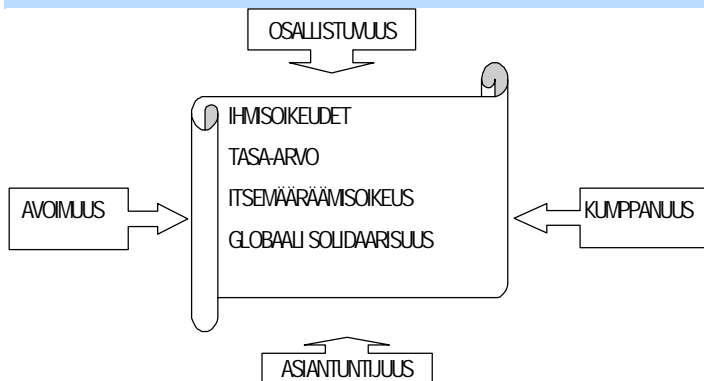 OSALLISTUVUUS
IHMISOIKEUDET
TASA-ARVO
ITSEMÄÄRÄÄMISOIKEUS
GLOBAALI SOLIDAARISUUS
AVOIMUUS
KUMPPANUUS
ASIANTUNTIJUUS